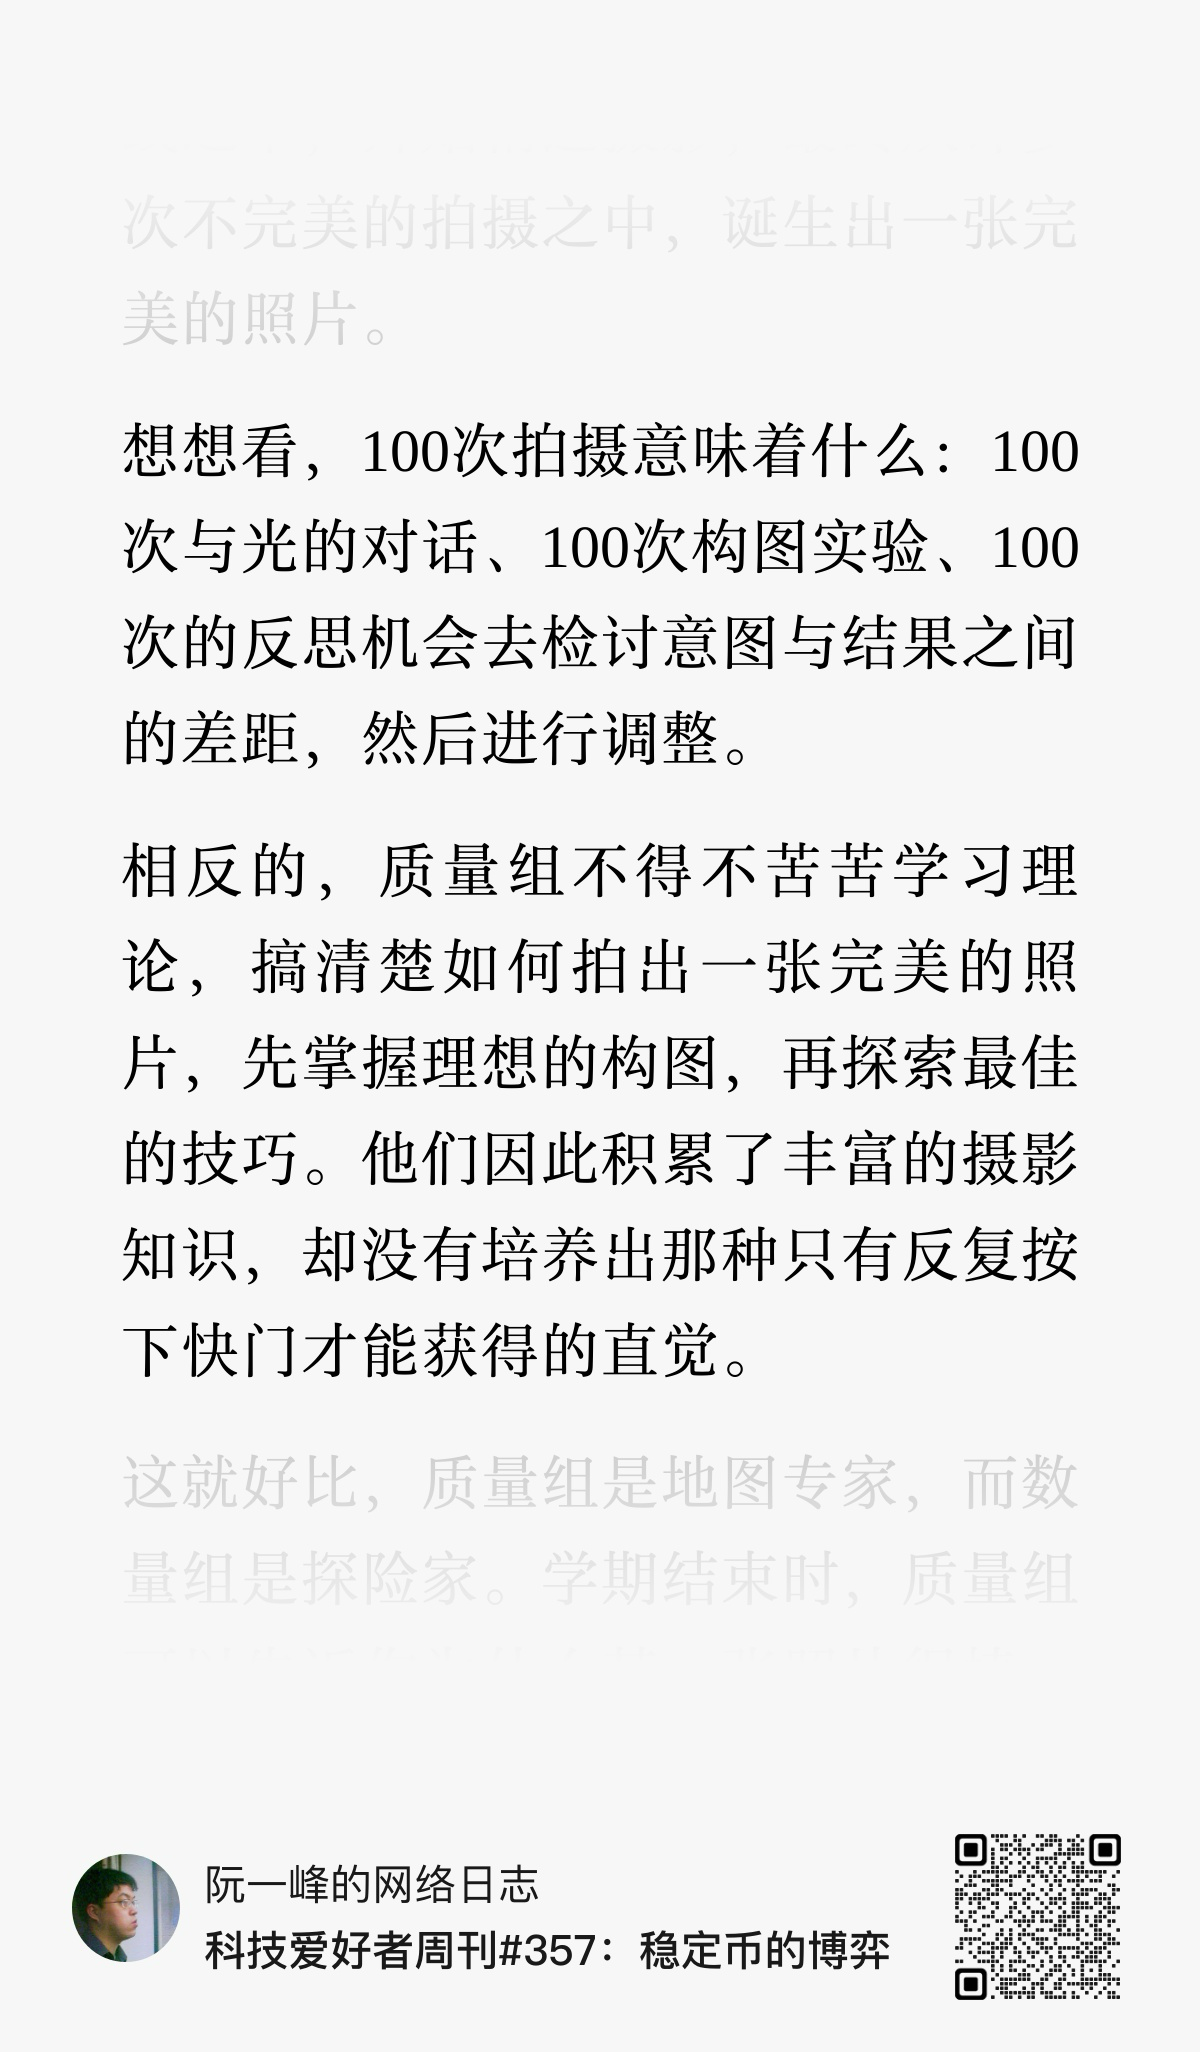 次不完美的拍摄之中，诞生出一张完
美的照片。
想想看，100次拍摄意味着什么：100
次与光的对话、100次构图实验、100
次的反思机会去检讨意图与结果之间
的差距，然后进行调整。
相反的，质量组不得不苦苦学习理
论，搞清楚如何拍出一张完美的照
片，先掌握理想的构图，再探索最佳
的技巧。他们因此积累了丰富的摄影
知识，却没有培养出那种只有反复按
下快门才能获得的直觉。
这就好比，质量组是地图专家，而数
量组是探险家。学期结束时，质量组
阮一峰的网络日志
科技爱好者周刊#357：稳定币的博弈